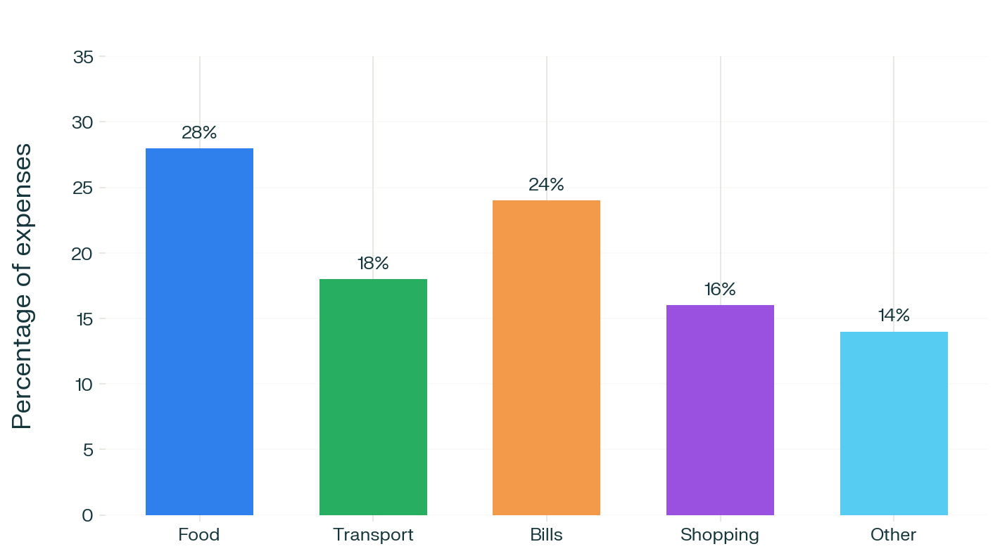 Percentage of expenses
35
30
25
20
15
10
5
0
28%
18%
24%
16%
14%
Food
Transport
Bills
Shopping
Other